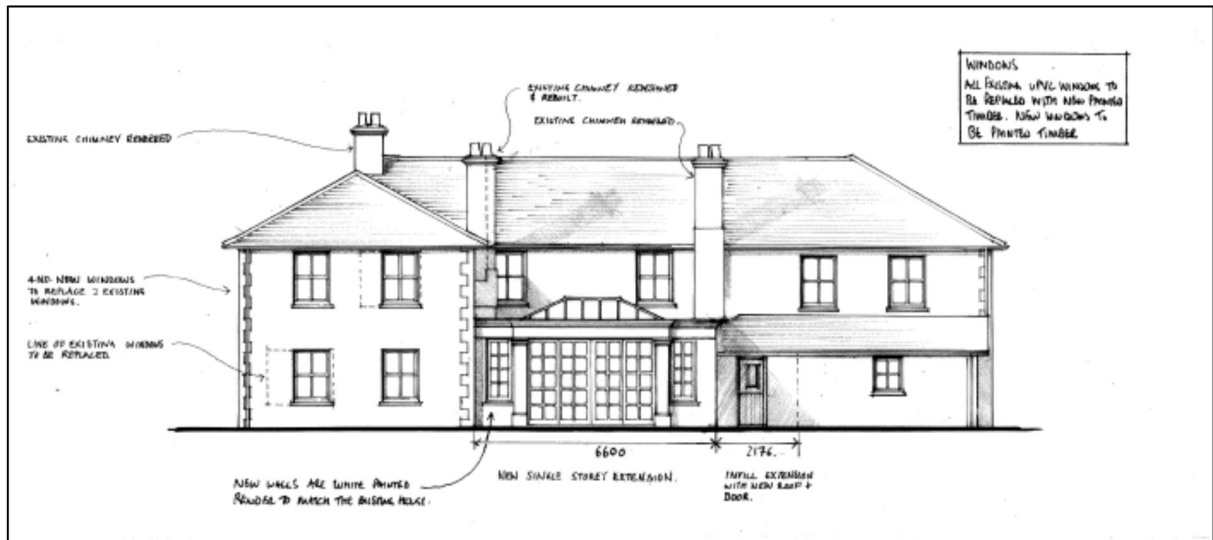 WINDOWS
ALL EXISTING UPVC WINDOWS TO
BE REPLACED WITH NEW PAINTED
TIMBER. NEW WINDOWS TO
BE PAINTED TIMBER
EXISTING CHIMNEY REDESIGNED
& REBUILT.
EXISTING CHIMNEY RENDERED
EXISTING CHIMNEY RENDERED
4 NO. NEW WINDOWS
TO REPLACE 2 EXISTING
WINDOWS.
LINE OF EXISTING WINDOWS
TO BE REPLACED
6600
2176.
NEW SINGLE STOREY EXTENSION.
INFILL EXTENSION
WITH NEW ROOF +
DOOR.
NEW WALLS ARE WHITE PAINTED
RENDER TO MATCH THE EXISTING HOUSE.